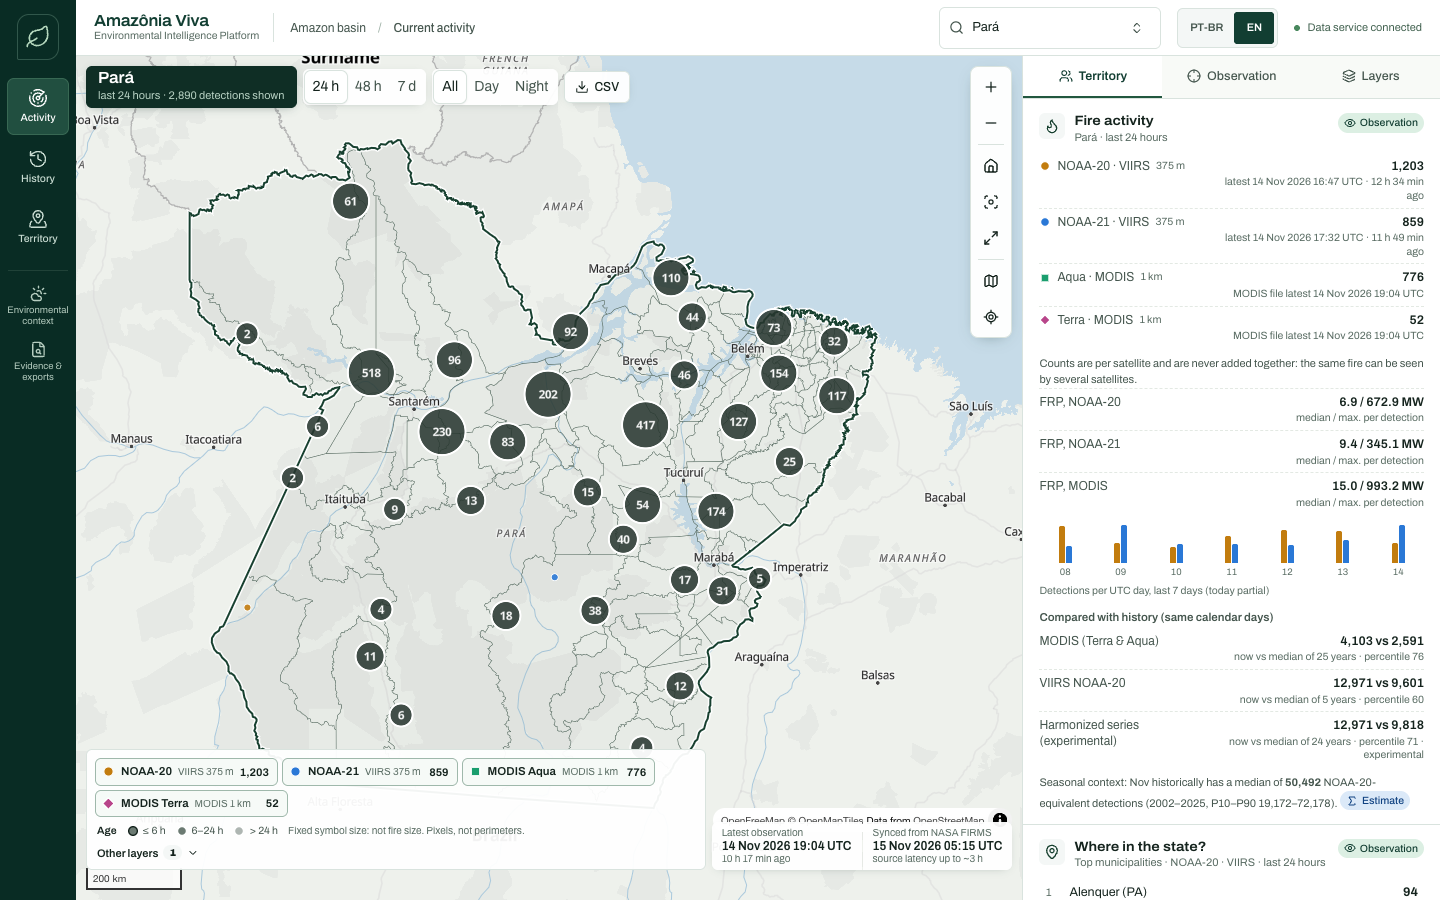 Amazônia Viva
Environmental Intelligence Platform
Amazon basin / Current activity
Pará
PT-BR EN
Data service connected
Activity
History
Territory
Environmental
context
Evidence &
exports
Pará
last 24 hours · 2,890 detections shown
24 h 48 h 7 d
All Day Night
CSV
Suriname
FRENCH
GUIANA
Boa Vista
AMAPÁ
Macapá
Belém
Breves
Santarém
São Luís
Manaus
Itacoatiara
Tucuruí
Itaituba
Bacabal
PARÁ
Marabá
Imperatriz
MARANHÃO
Araguaína
Balsas
61
110
44
73
32
2
92
96
518
46
154
202
117
6
230
83
417
127
25
2
9
13
15
54
174
40
17
31
5
4
18
38
11
12
6
4
NOAA-20 VIIRS 375 m 1,203
NOAA-21 VIIRS 375 m 859
MODIS Aqua MODIS 1 km 776
MODIS Terra MODIS 1 km 52
Alta Floresta
Age ≤ 6 h 6–24 h > 24 h Fixed symbol size: not fire size. Pixels, not perimeters.
Other layers 1
200 km
OpenFreeMap © OpenMapTiles Data from OpenStreetMap
Latest observation
14 Nov 2026 19:04 UTC
10 h 17 min ago
Synced from NASA FIRMS
15 Nov 2026 05:15 UTC
source latency up to ~3 h
Territory Observation Layers
Fire activity
Pará · last 24 hours
Observation
NOAA-20 · VIIRS 375 m 1,203
latest 14 Nov 2026 16:47 UTC · 12 h 34 min
ago
NOAA-21 · VIIRS 375 m 859
latest 14 Nov 2026 17:32 UTC · 11 h 49 min
ago
Aqua · MODIS 1 km 776
MODIS file latest 14 Nov 2026 19:04 UTC
Terra · MODIS 1 km 52
MODIS file latest 14 Nov 2026 19:04 UTC
Counts are per satellite and are never added together: the same fire can be seen
by several satellites.
FRP, NOAA-20 6.9 / 672.9 MW
median / max. per detection
FRP, NOAA-21 9.4 / 345.1 MW
median / max. per detection
FRP, MODIS 15.0 / 993.2 MW
median / max. per detection
08 09 10 11 12 13 14
Detections per UTC day, last 7 days (today partial)
Compared with history (same calendar days)
MODIS (Terra & Aqua) 4,103 vs 2,591
now vs median of 25 years · percentile 76
VIIRS NOAA-20 12,971 vs 9,601
now vs median of 5 years · percentile 60
Harmonized series
(experimental)
12,971 vs 9,818
now vs median of 24 years · percentile 71 ·
experimental
Seasonal context: Nov historically has a median of 50,492 NOAA-20-
equivalent detections (2002–2025, P10–P90 19,172–72,178). Estimate
Where in the state?
Top municipalities · NOAA-20 · VIIRS · last 24 hours
Observation
1 Alenquer (PA) 94